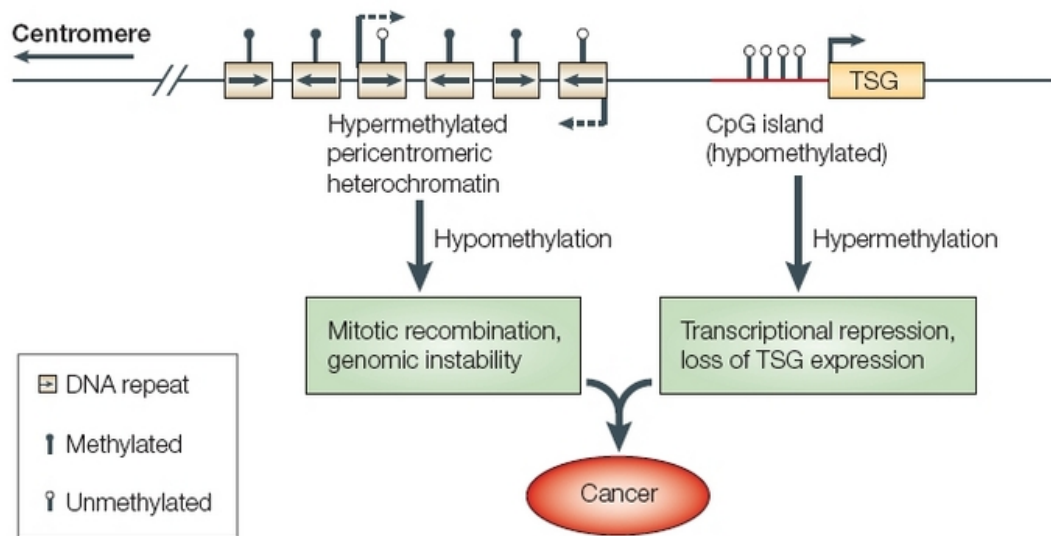 Centromere
TSG
Hypermethylated
pericentromeric
heterochromatin
CpG island
(hypomethylated)
Hypomethylation
Hypermethylation
Mitotic recombination,
genomic instability
Transcriptional repression,
loss of TSG expression
DNA repeat
Methylated
Unmethylated
Cancer